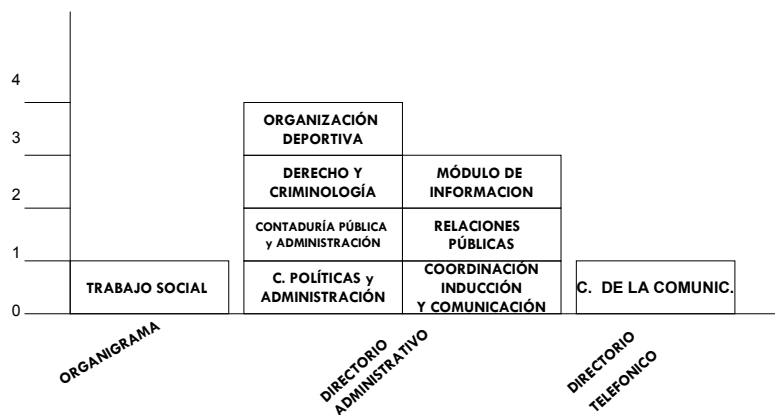 4
ORGANIZACIÓN
DEPORTIVA
3
DERECHO Y
CRIMINOLOGÍA
MÓDULO DE
INFORMACION
2
CONTADURÍA PÚBLICA
y ADMINISTRACIÓN
RELACIONES
PÚBLICAS
1
TRABAJO SOCIAL
C. POLÍTICAS y
ADMINISTRACIÓN
COORDINACIÓN
INDUCCIÓN
Y COMUNICACIÓN
C. DE LA COMUNIC.
0
ORGANIGRAMA
DIRECTORIO
ADMINISTRATIVO
DIRECTORIO
TELEFONICO